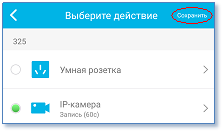 Выберите действие
Сохранить
325
Умная розетка
IP-камера
Запись (60с)